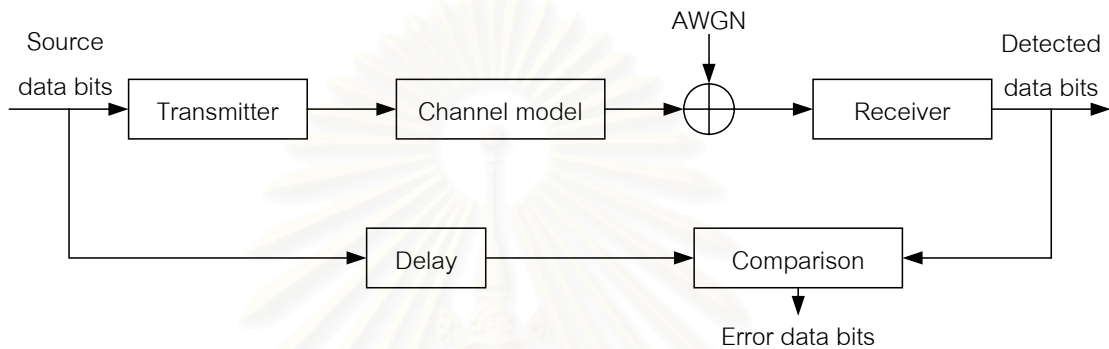 AWGN
Source
data bits
Detected
data bits
Transmitter
Channel model
Receiver
Delay
Comparison
Error data bits